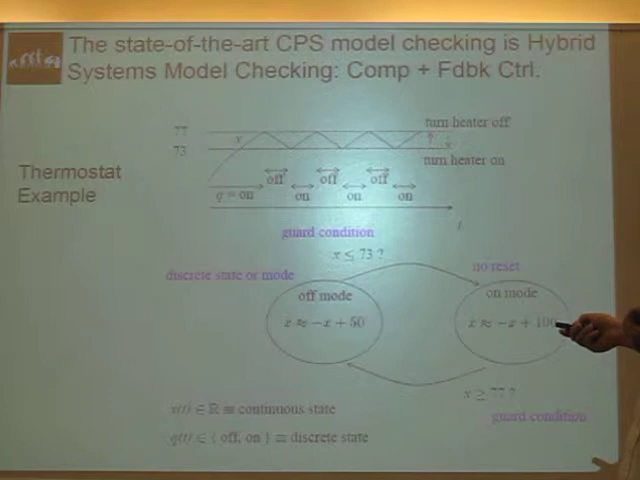 The state-of-the-art CPS model checking is Hybrid
Systems Model Checking: Comp + Fdbk Ctrl.
77
73
x
turn heater off
turn heater on
Thermostat
Example
off off off
q = on on on on
t
guard condition
x ≤ 73 ?
discrete state or mode
no reset
off mode
on mode
ẋ ≈ -x + 50
ẋ ≈ -x + 100
x ≥ 77 ?
x(t) ∈ ℝ ≡ continuous state
guard condition
q(t) ∈ { off, on } ≡ discrete state